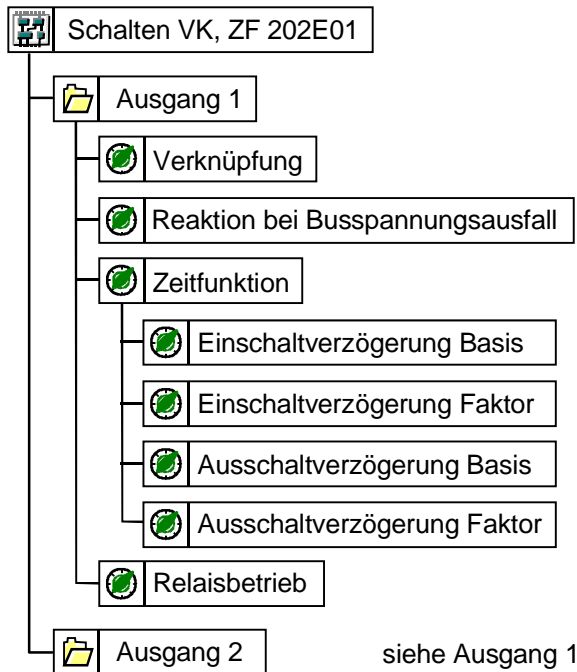 Schalten VK, ZF 202E01
Ausgang 1
Verknüpfung
Reaktion bei Busspannungsausfall
Zeitfunktion
Einschaltverzögerung Basis
Einschaltverzögerung Faktor
Ausschaltverzögerung Basis
Ausschaltverzögerung Faktor
Relaisbetrieb
Ausgang 2 siehe Ausgang 1